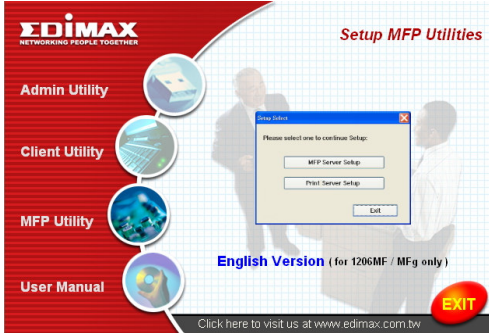 EDIMAX
NETWORKING PEOPLE TOGETHER
Setup MFP Utilities
Admin Utility
Client Utility
MFP Utility
User Manual
Setup Select
Please select one to continue Setup:
MFP Server Setup
Print Server Setup
Exit
English Version ( for 1206MF / MFg only )
EXIT
Click here to visit us at www.edimax.com.tw